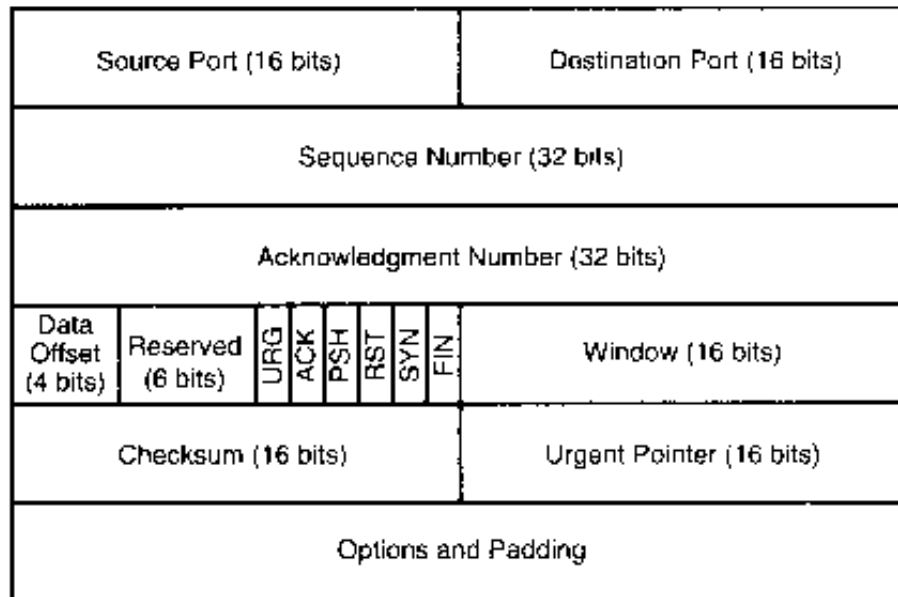 Source Port (16 bits)
Destination Port (16 bits)
Sequence Number (32 bits)
Acknowledgment Number (32 bits)
Data
Offset
(4 bits)
Reserved
(6 bits)
URG
ACK
PSH
RST
SYN
FIN
Window (16 bits)
Checksum (16 bits)
Urgent Pointer (16 bits)
Options and Padding